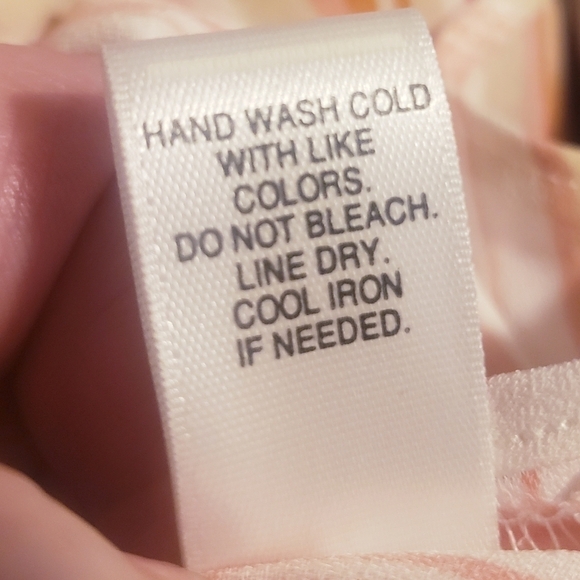 HAND WASH COLD
WITH LIKE
COLORS.
DO NOT BLEACH.
LINE DRY.
COOL IRON
IF NEEDED.